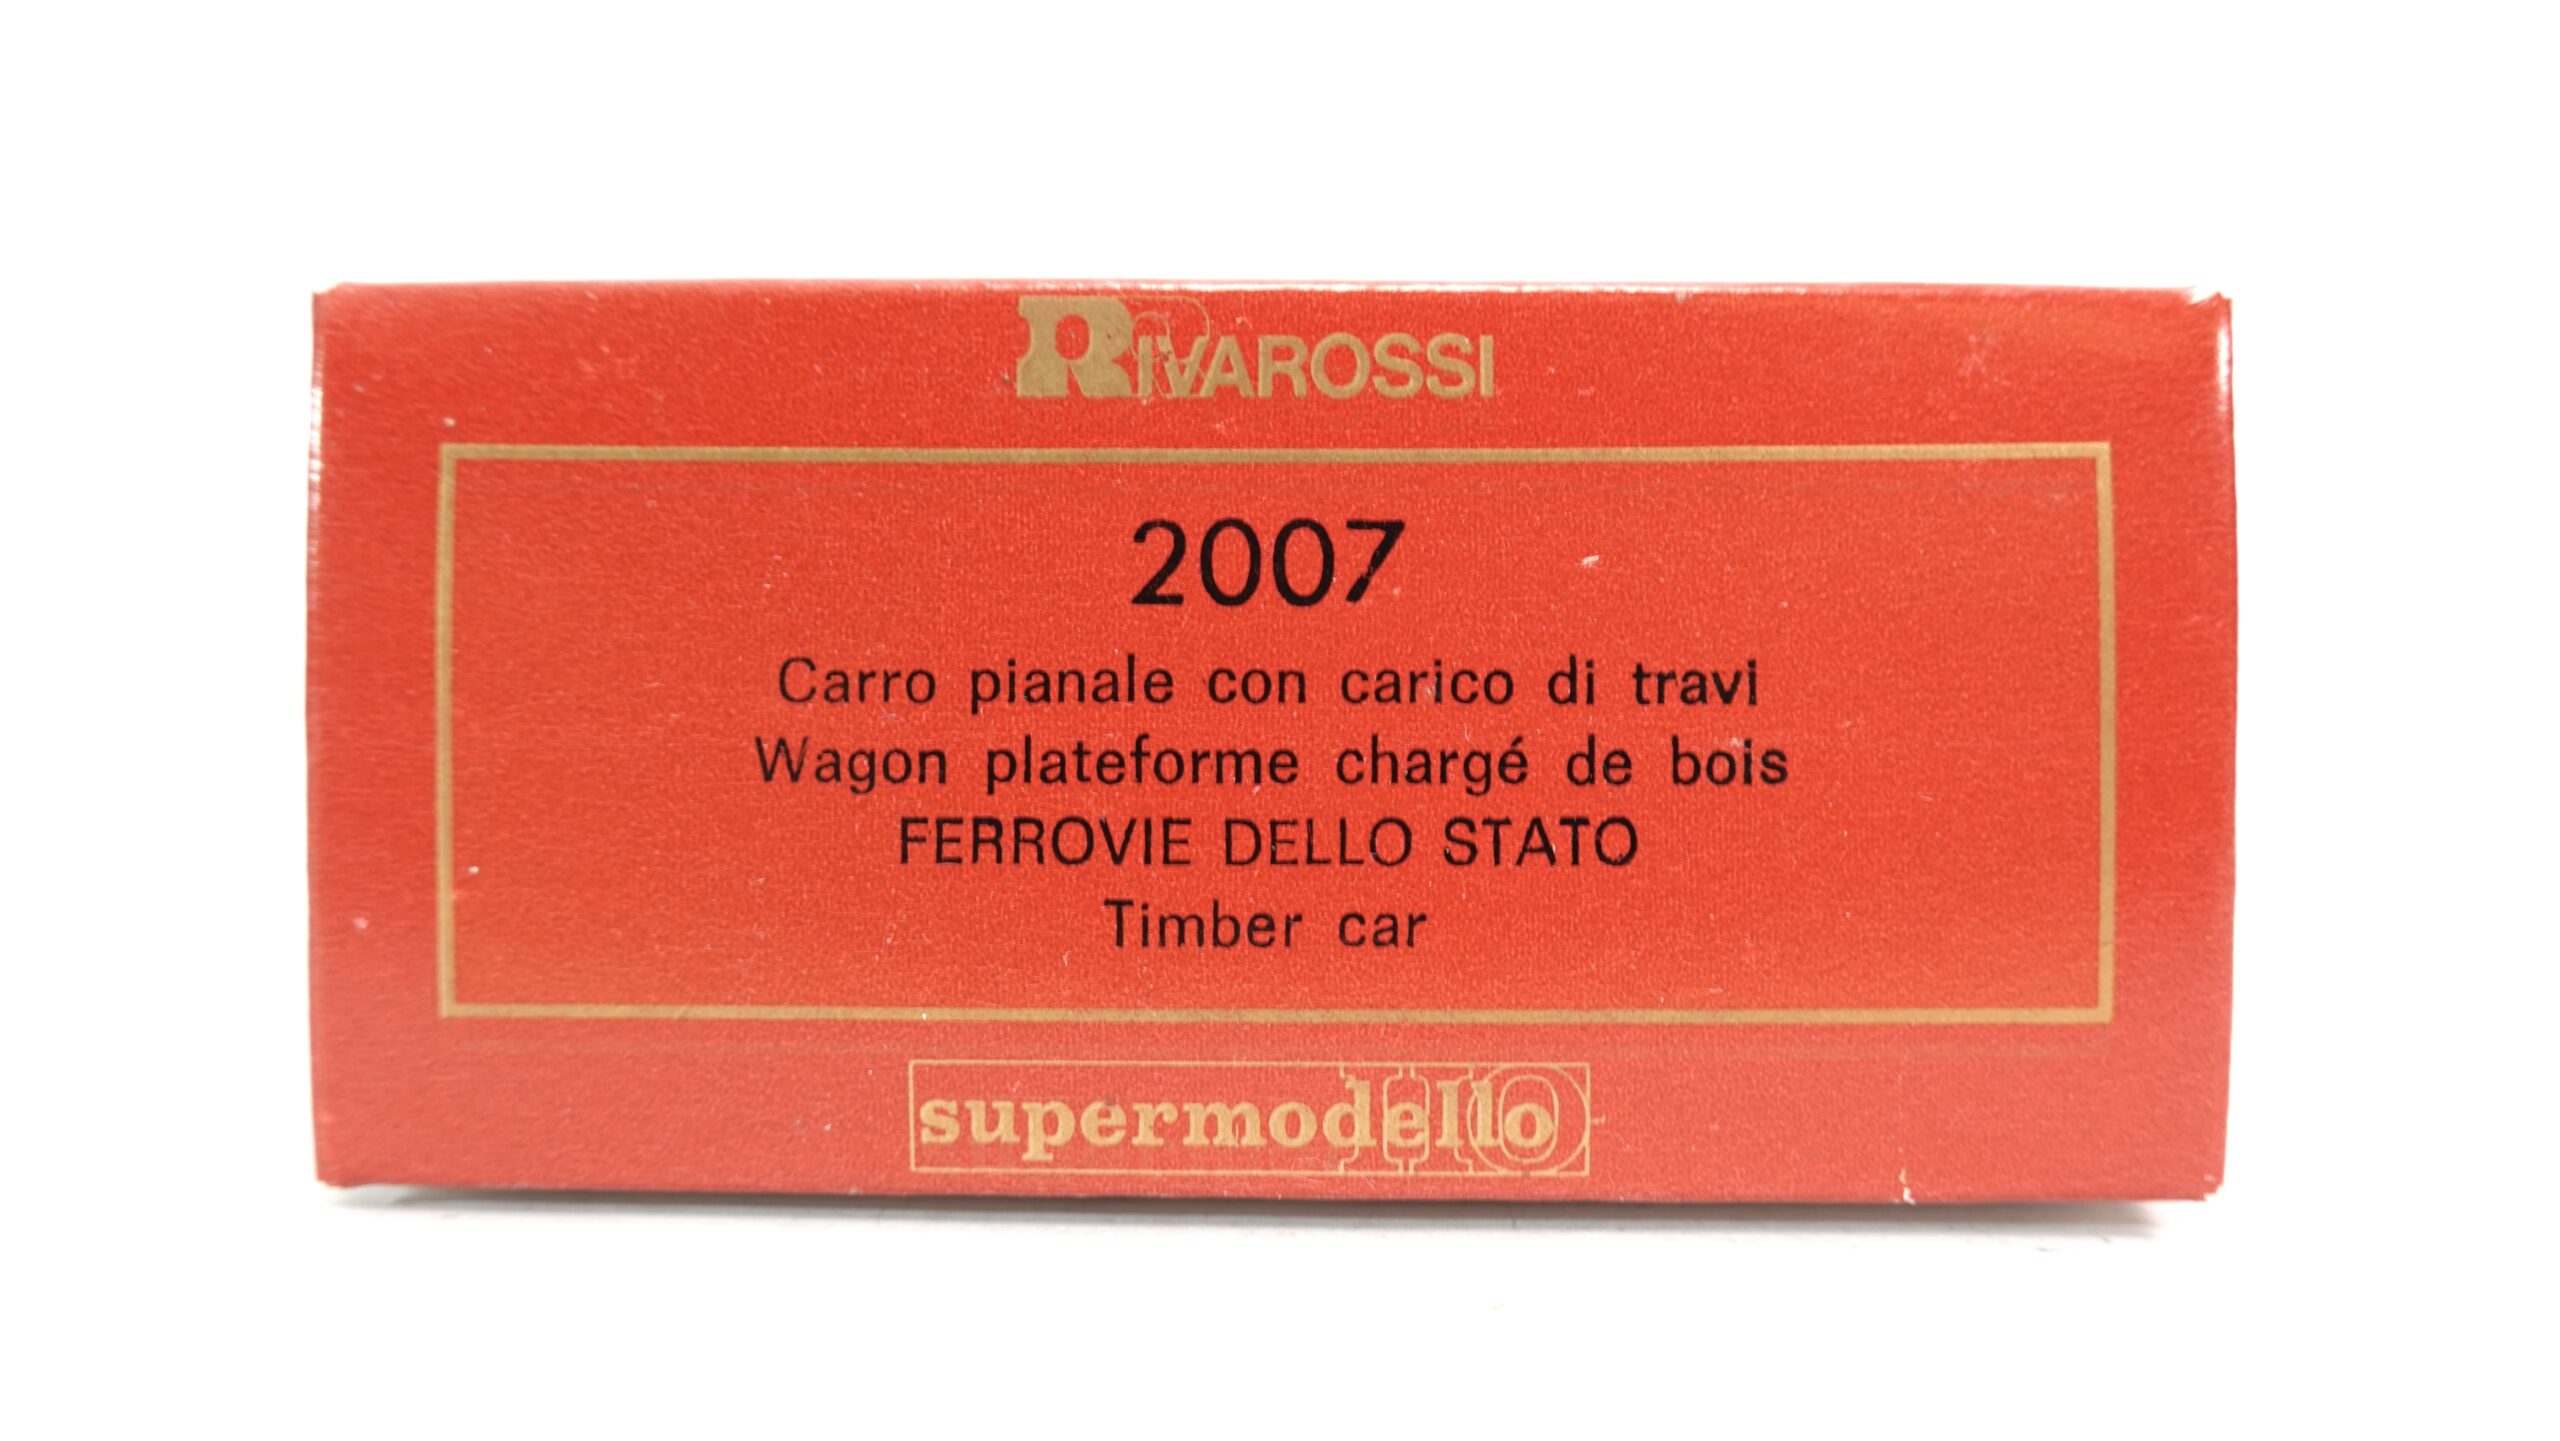 RIVAROSSI
2007
Carro pianale con carico di travi
Wagon plateforme chargé de bois
FERROVIE DELLO STATO
Timber car
supermodello